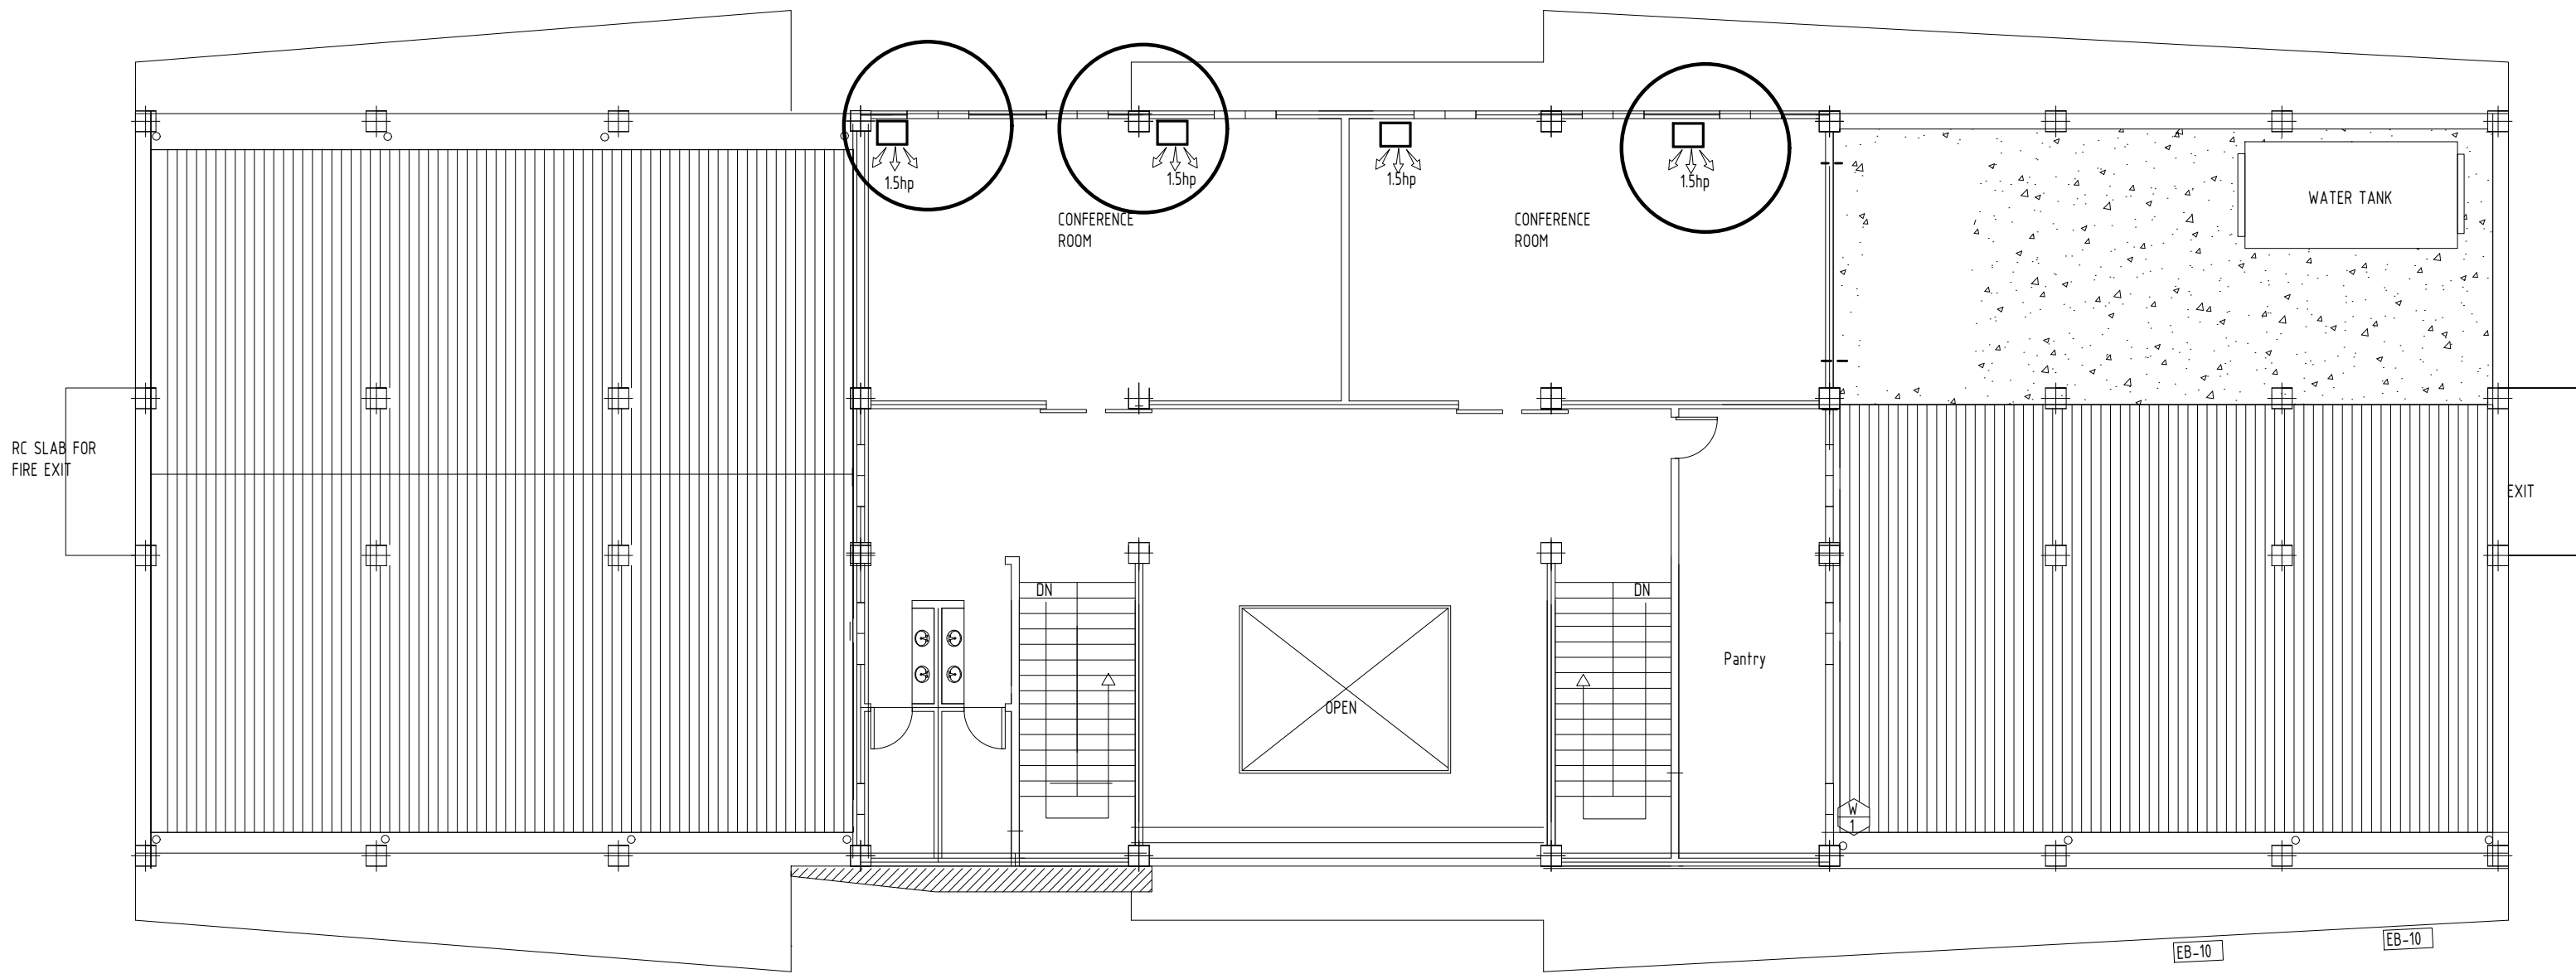 1.5hp
1.5hp
1.5hp
1.5hp
CONFERENCE
ROOM
CONFERENCE
ROOM
WATER TANK
RC SLAB FOR
FIRE EXIT
EXIT
DN
DN
Pantry
OPEN
W
1
EB-10
EB-10